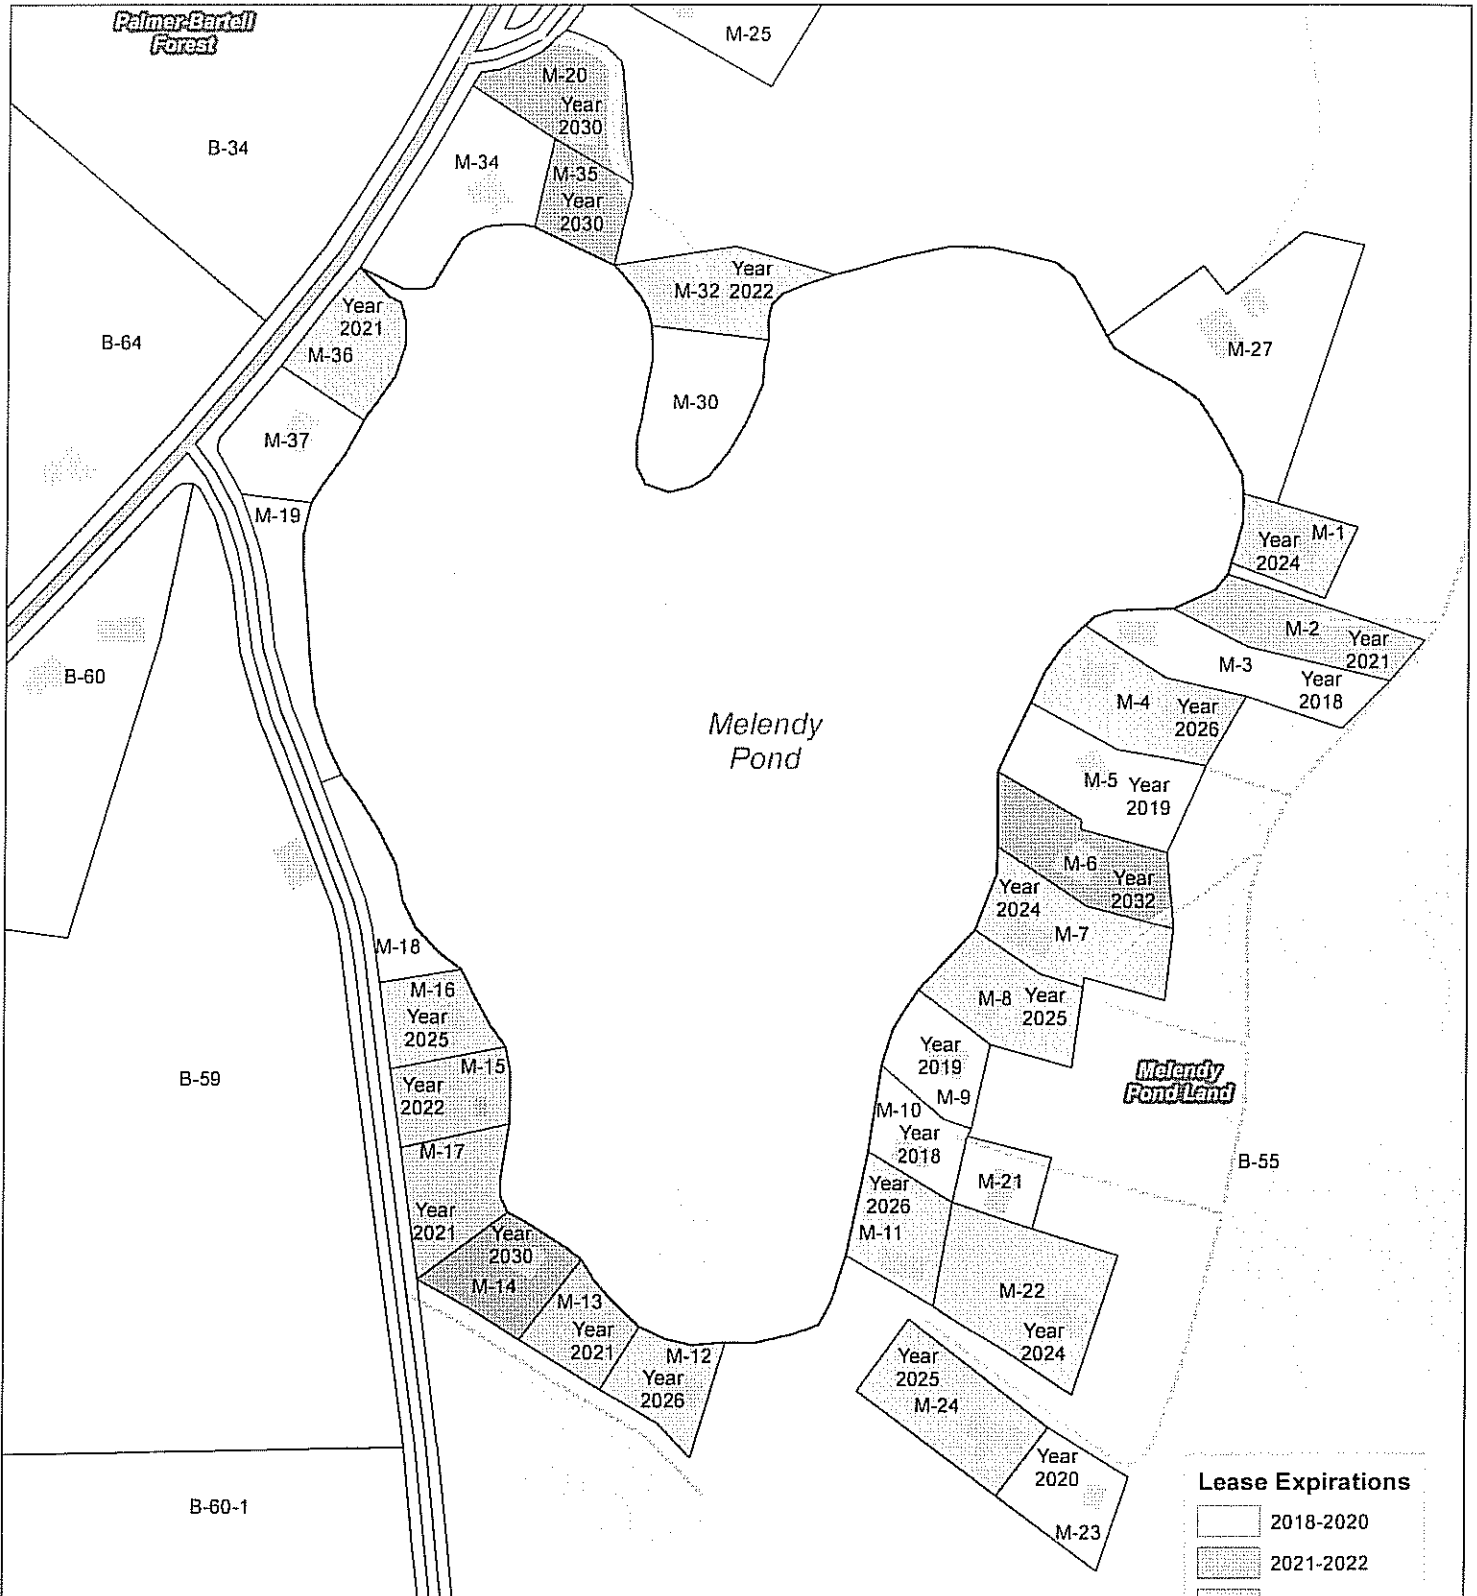 Palmer-Bartell
Forest
M-25
M-20
Year
2030
B-34
M-34
M-35
Year
2030
Year
2022
M-32
Year
2021
M-36
B-64
M-27
M-30
M-37
M-19
M-1
Year
2024
M-2
Year
2021
M-3
Year
2018
B-60
M-4
Year
2026
Melendy
Pond
M-5
Year
2019
M-6
Year
2032
Year
2024
M-7
M-18
M-16
Year
2025
M-8
Year
2025
Year
2019
M-9
M-15
Year
2022
B-59
Melendy
Pond Land
M-10
Year
2018
M-17
B-55
M-21
Year
2026
M-11
Year
2021
Year
2030
M-14
M-13
Year
2021
M-22
Year
2024
M-12
Year
2026
Year
2025
M-24
Year
2020
M-23
B-60-1
Lease Expirations
2018-2020
2021-2022